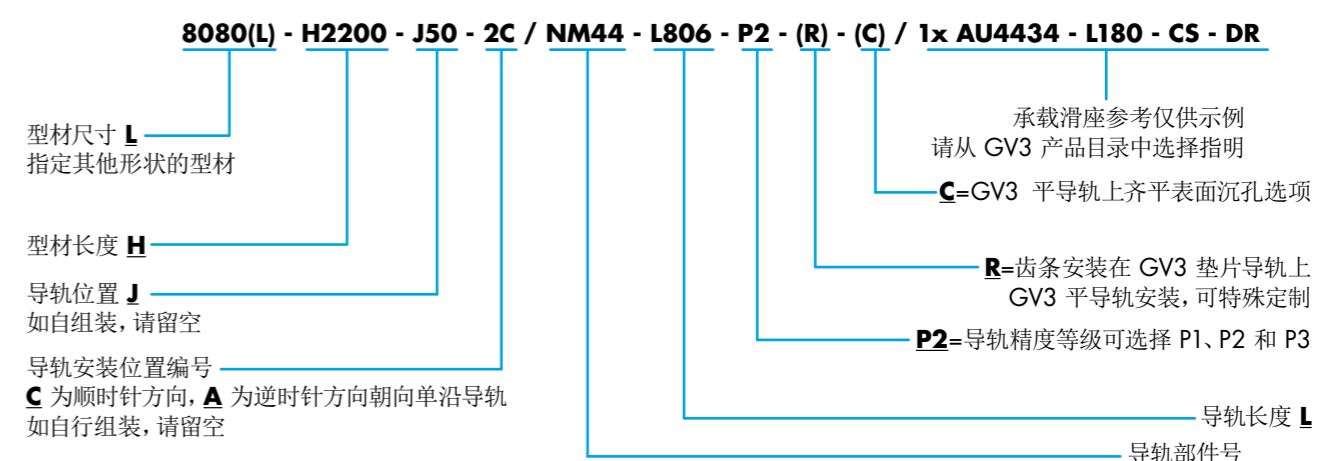 8080(L) - H2200 - J50 - 2C / NM44 - L806 - P2 - (R) - (C) / 1x AU4434 - L180 - CS - DR
型材尺寸 L
指定其他形状的型材
型材长度 H
导轨位置 J
如自组装，请留空
导轨安装位置编号
C 为顺时针方向，A 为逆时针方向朝向单沿导轨
如自行组装，请留空
承载滑座参考仅供示例
请从 GV3 产品目录中选择指明
C=GV3 平导轨上齐平表面沉孔选项
R=齿条安装在 GV3 垫片导轨上
GV3 平导轨安装，可特殊定制
P2=导轨精度等级可选择 P1、P2 和 P3
导轨长度 L
导轨部件号